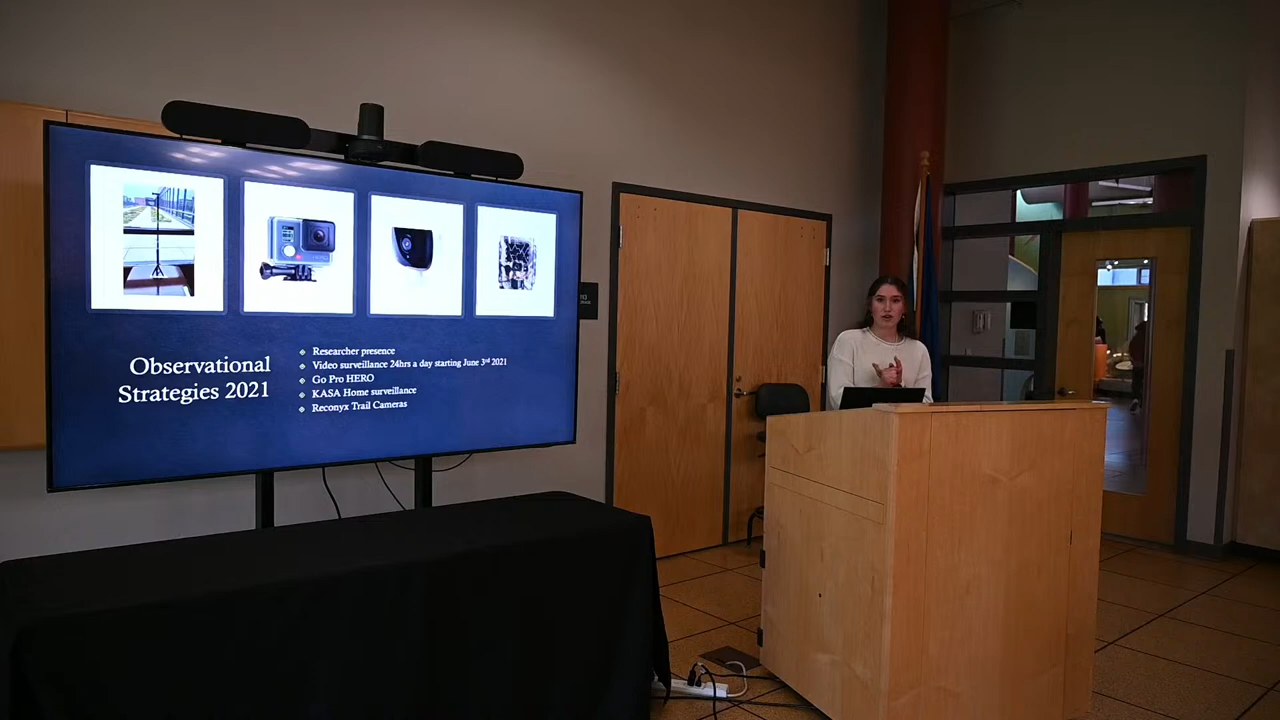 Observational
Strategies 2021
Researcher presence
Video surveillance 24hrs a day starting June 3rd 2021
Go Pro HERO
KASA Home surveillance
Reconyx Trail Cameras